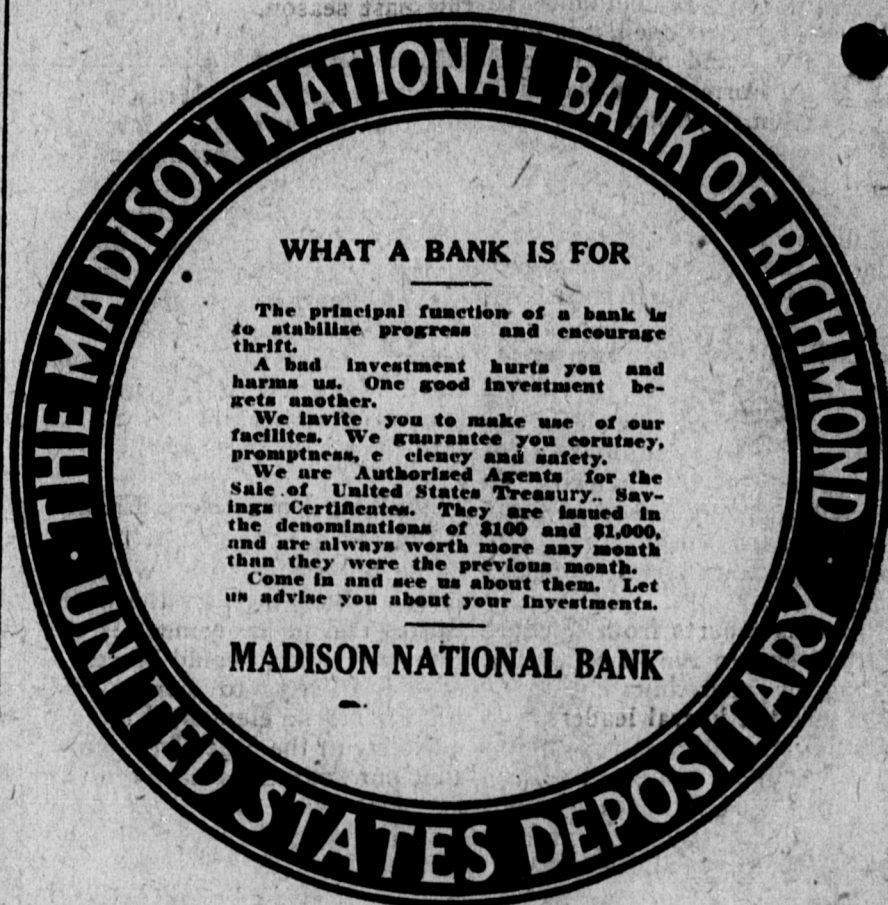 THE MADISON NATIONAL BANK OF RICHMOND
WHAT A BANK IS FOR
The principal function of a bank is
to stabilize progress and encourage
thrift.
A bad investment hurts you and
harms us. One good investment be-
gets another.
We invite you to make use of our
facilites. We guarantee you corutsey,
promptness, e ciency and safety.
We are Authorized Agents for the
Sale of United States Treasury.. Sav-
ings Certificates. They are issued in
the denominations of $100 and $1,000,
and are always worth more any month
than they were the previous month.
Come in and see us about them. Let
us advise you about your investments.
MADISON NATIONAL BANK
UNITED STATES DEPOSITARY